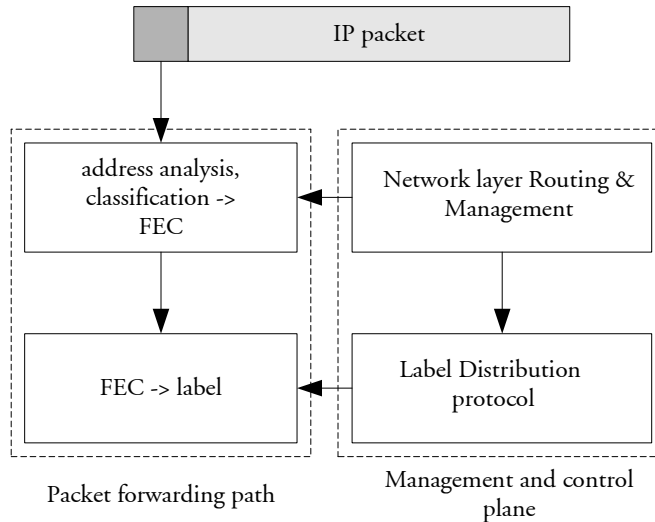 IP packet
address analysis,
classification ->
FEC
Network layer Routing &
Management
FEC -> label
Label Distribution
protocol
Packet forwarding path
Management and control
plane